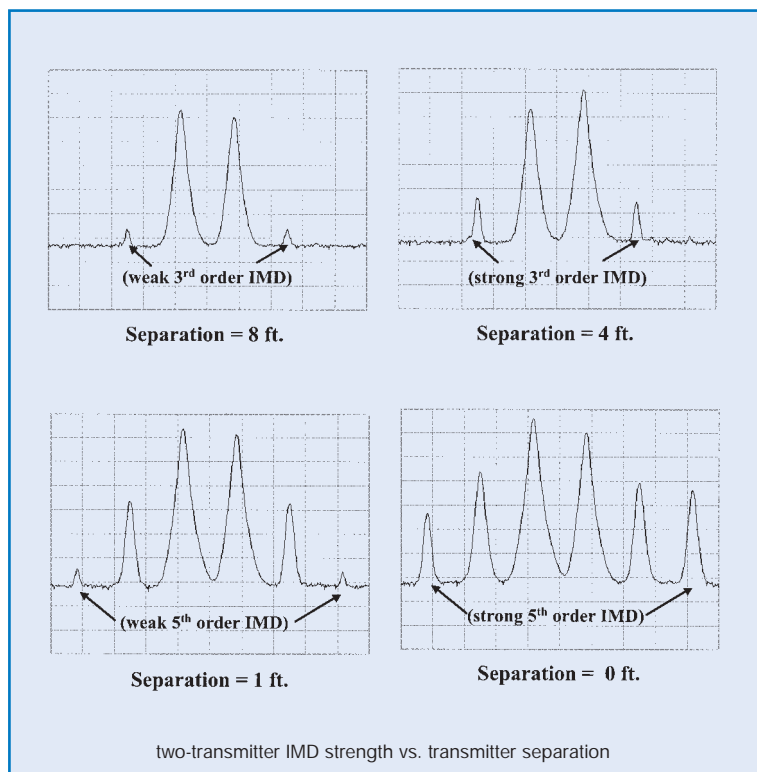 (weak 3rd order IMD)
Separation = 8 ft.
(strong 3rd order IMD)
Separation = 4 ft.
(weak 5th order IMD)
Separation = 1 ft.
(strong 5th order IMD)
Separation = 0 ft.
two-transmitter IMD strength vs. transmitter separation